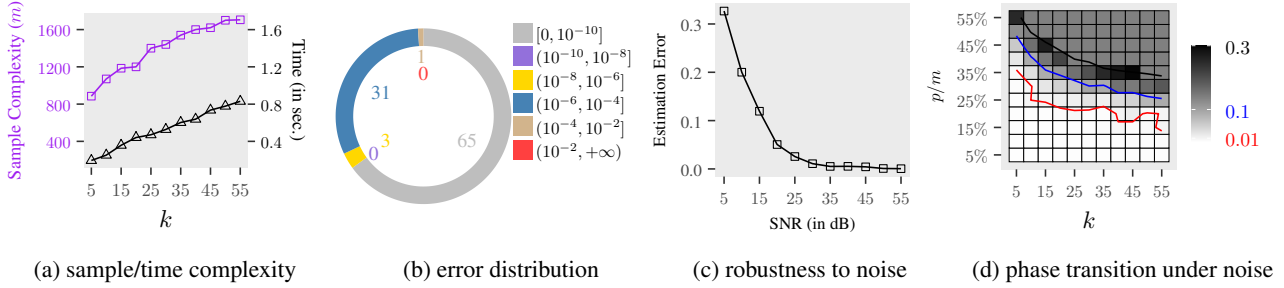 Sample Complexity (m)
1600
1200
800
400
1.6
1.2
0.8
0.4
Time (in sec.)
5 15 25 35 45 55
k
(a) sample/time complexity
1
0
31
3
0
65
[0, 10⁻¹⁰]
(10⁻¹⁰, 10⁻⁸]
(10⁻⁸, 10⁻⁶]
(10⁻⁶, 10⁻⁴]
(10⁻⁴, 10⁻²]
(10⁻², +∞)
(b) error distribution
Estimation Error
0.3
0.2
0.1
0.0
5 15 25 35 45 55
SNR (in dB)
(c) robustness to noise
p/m
55%
45%
35%
25%
15%
5%
5 15 25 35 45 55
k
0.3
0.1
0.01
(d) phase transition under noise